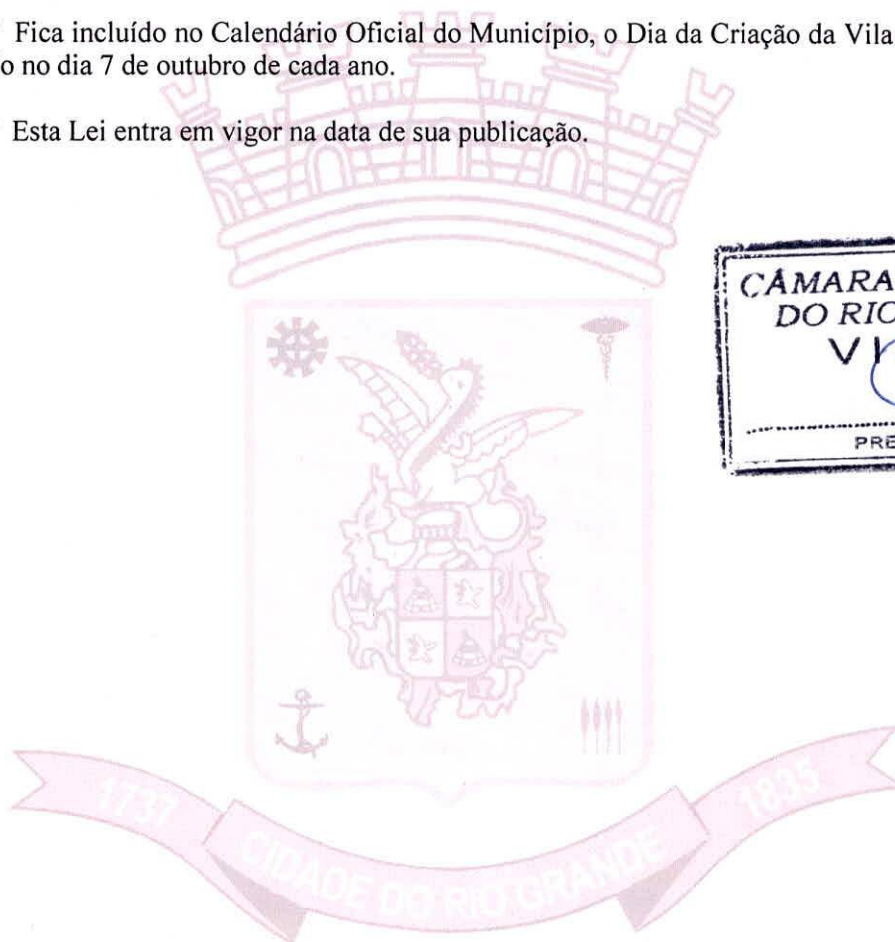 Fica incluído no Calendário Oficial do Município, o Dia da Criação da Vila
o no dia 7 de outubro de cada ano.
Esta Lei entra em vigor na data de sua publicação.
CÂMARA
DO RIO
PRE
1737
CIDADE DO RIO GRANDE
1835